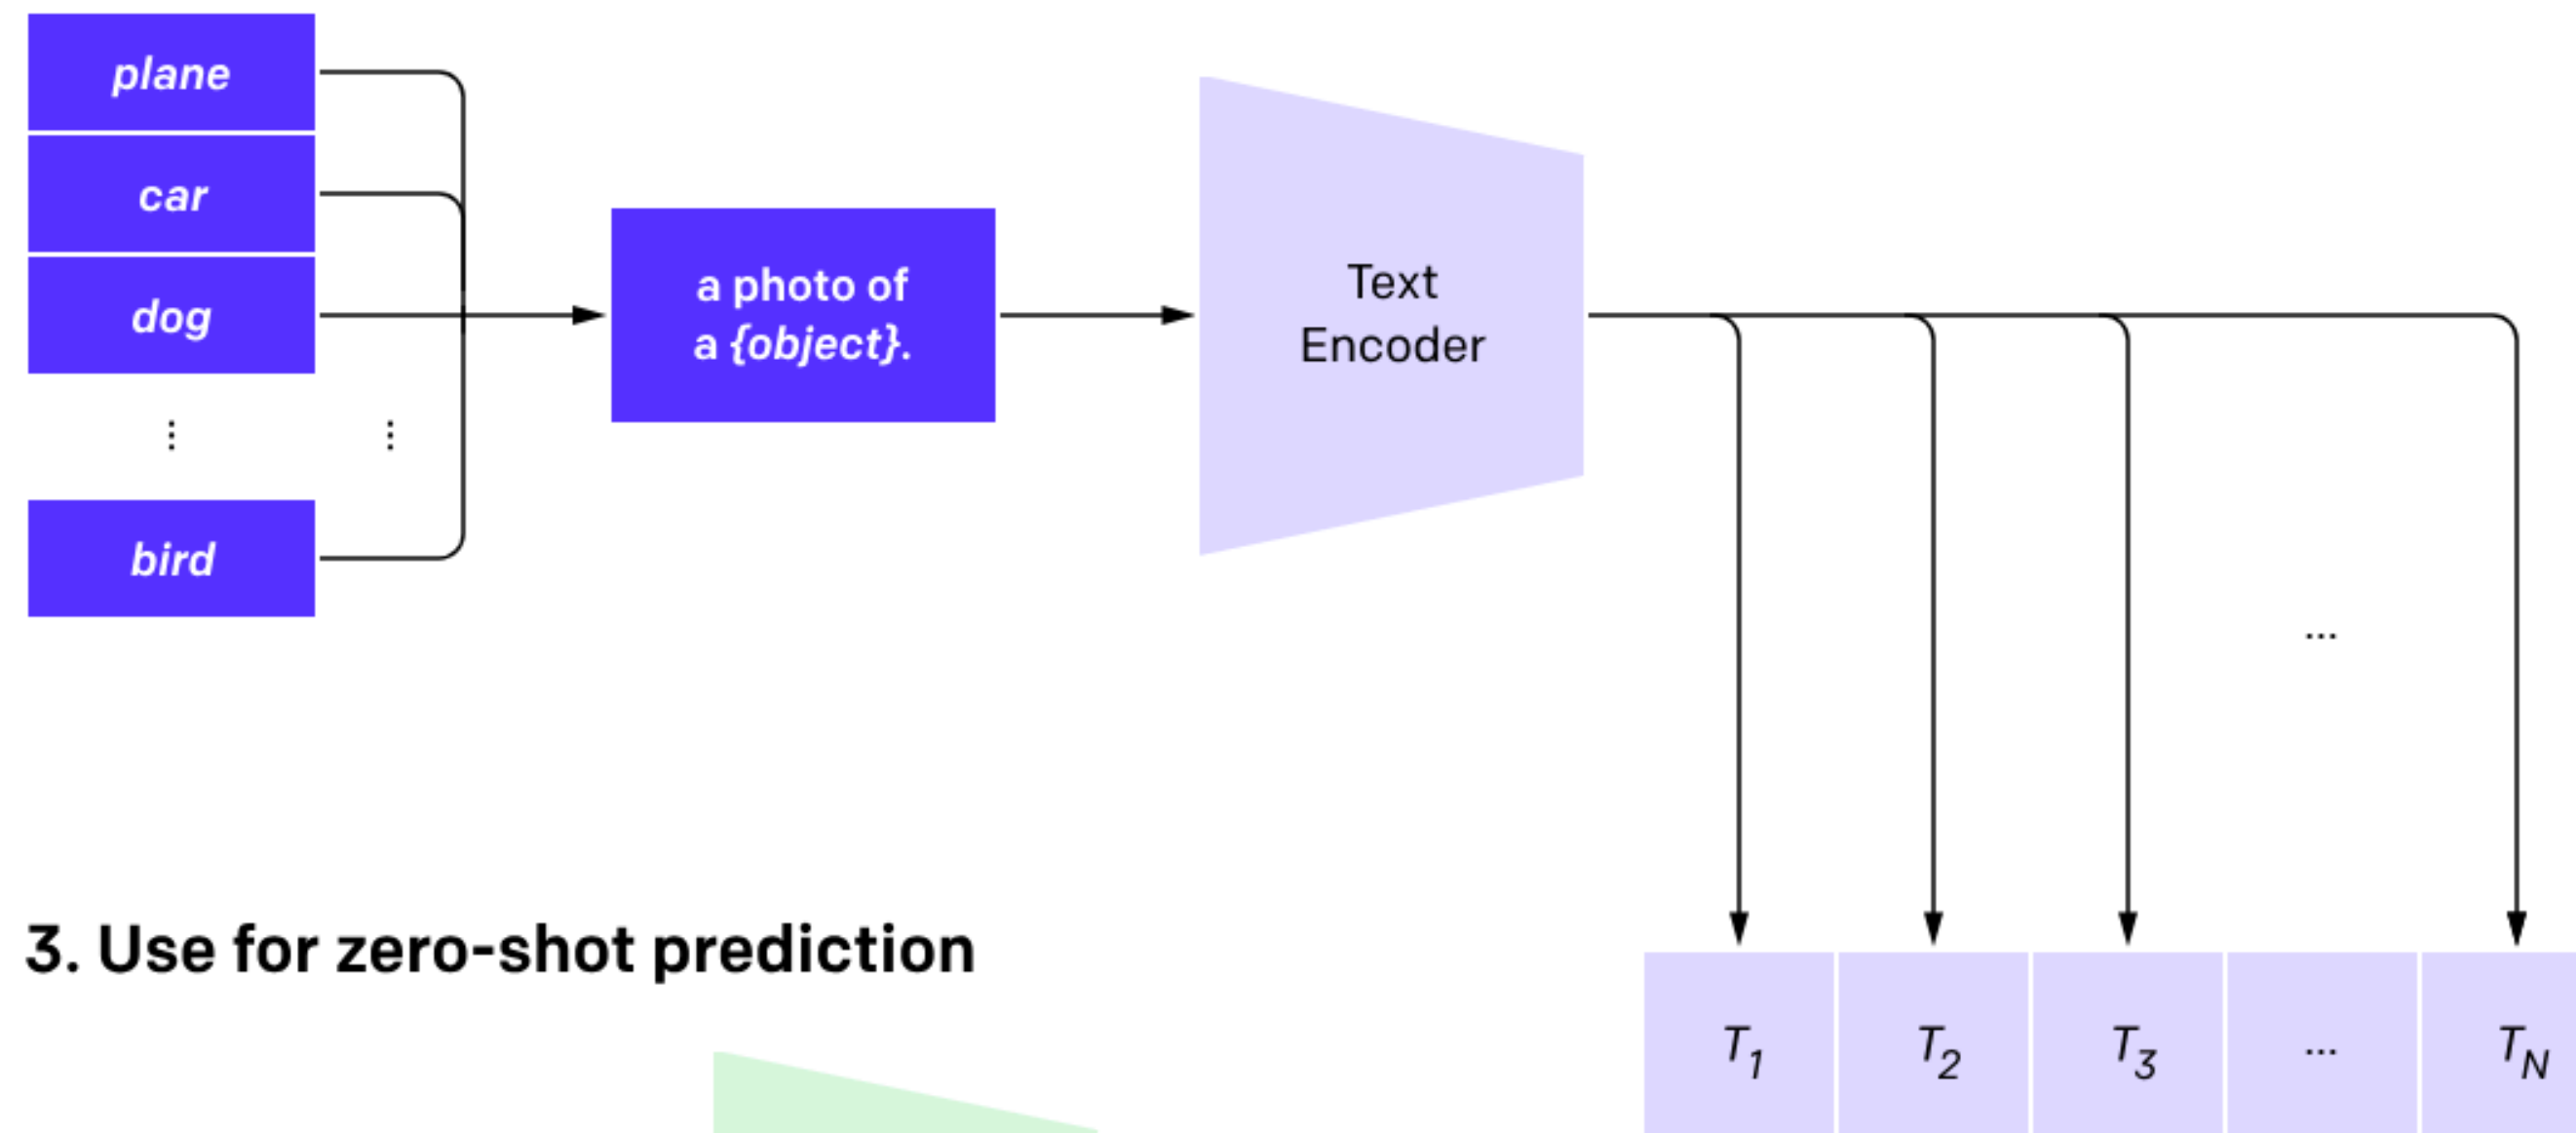 plane
car
dog
⋮ ⋮
bird
a photo of
a {object}.
Text
Encoder
...
3. Use for zero-shot prediction
T1 T2 T3 ... TN